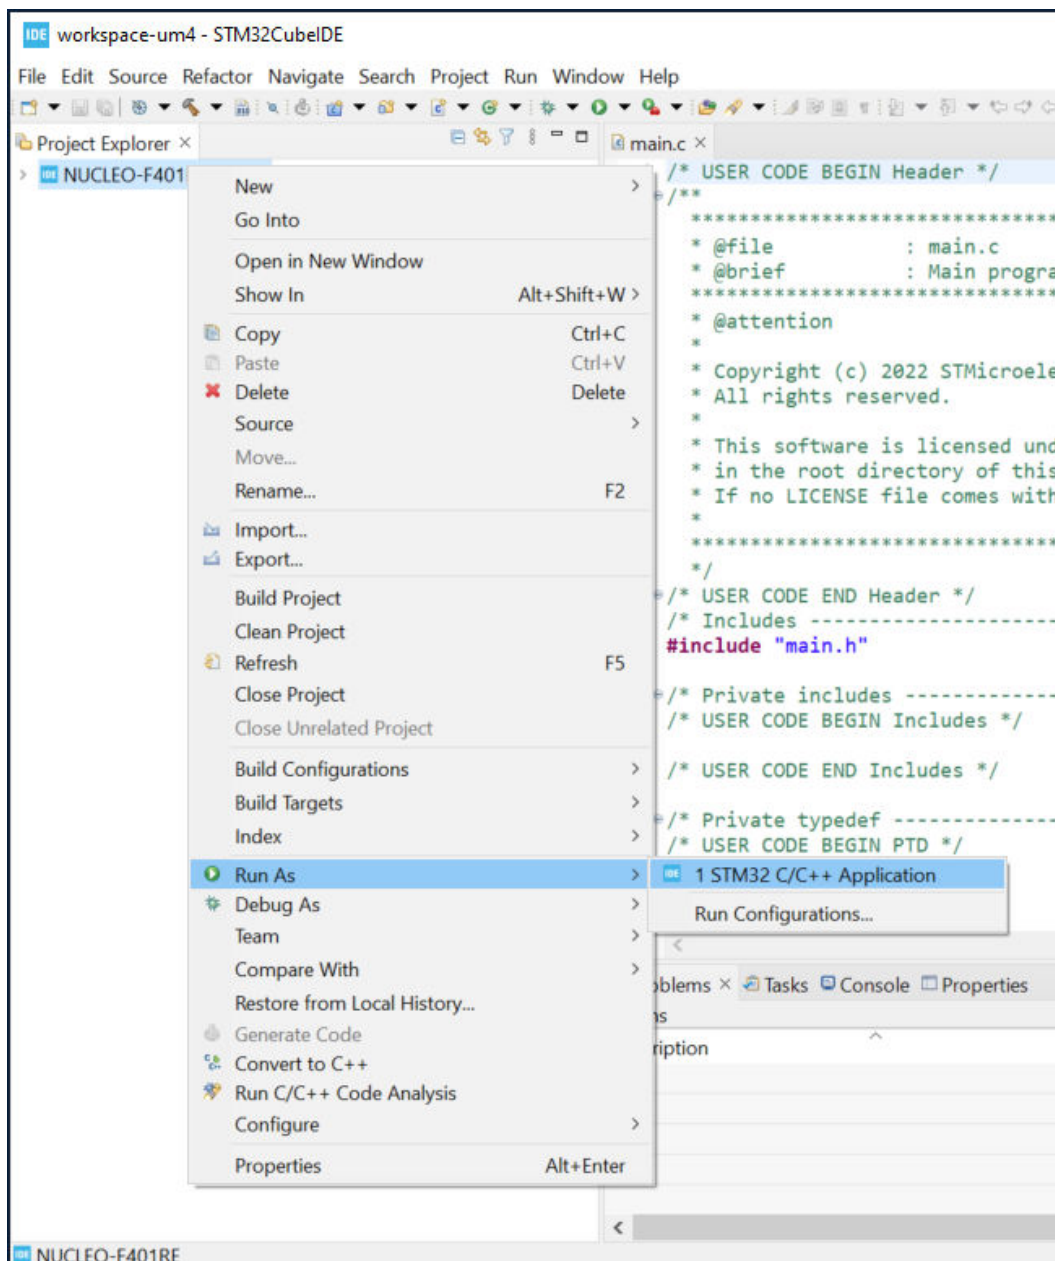 IDE workspace-um4 - STM32CubeIDE
File Edit Source Refactor Navigate Search Project Run Window Help
Project Explorer
main.c
IDE NUCLEO-F401
New
Go Into
Open in New Window
Show In Alt+Shift+W
Copy Ctrl+C
Paste Ctrl+V
Delete Delete
Source
Move...
Rename... F2
Import...
Export...
Build Project
Clean Project
Refresh F5
Close Project
Close Unrelated Project
Build Configurations
Build Targets
Index
Run As
Debug As
Team
Compare With
Restore from Local History...
Generate Code
Convert to C++
Run C/C++ Code Analysis
Configure
Properties Alt+Enter
IDE 1 STM32 C/C++ Application
Run Configurations...
/* USER CODE BEGIN Header */
/**
*******************************
* @file : main.c
* @brief : Main progra
*******************************
* @attention
*
* Copyright (c) 2022 STMicroele
* All rights reserved.
*
* This software is licensed und
* in the root directory of this
* If no LICENSE file comes with
*
*******************************
*/
/* USER CODE END Header */
/* Includes ---------------------
#include "main.h"
/* Private includes -------------
/* USER CODE BEGIN Includes */
/* USER CODE END Includes */
/* Private typedef --------------
/* USER CODE BEGIN PTD */
oblems Tasks Console Properties
ns
ription
IDE NUCLEO-F401RE